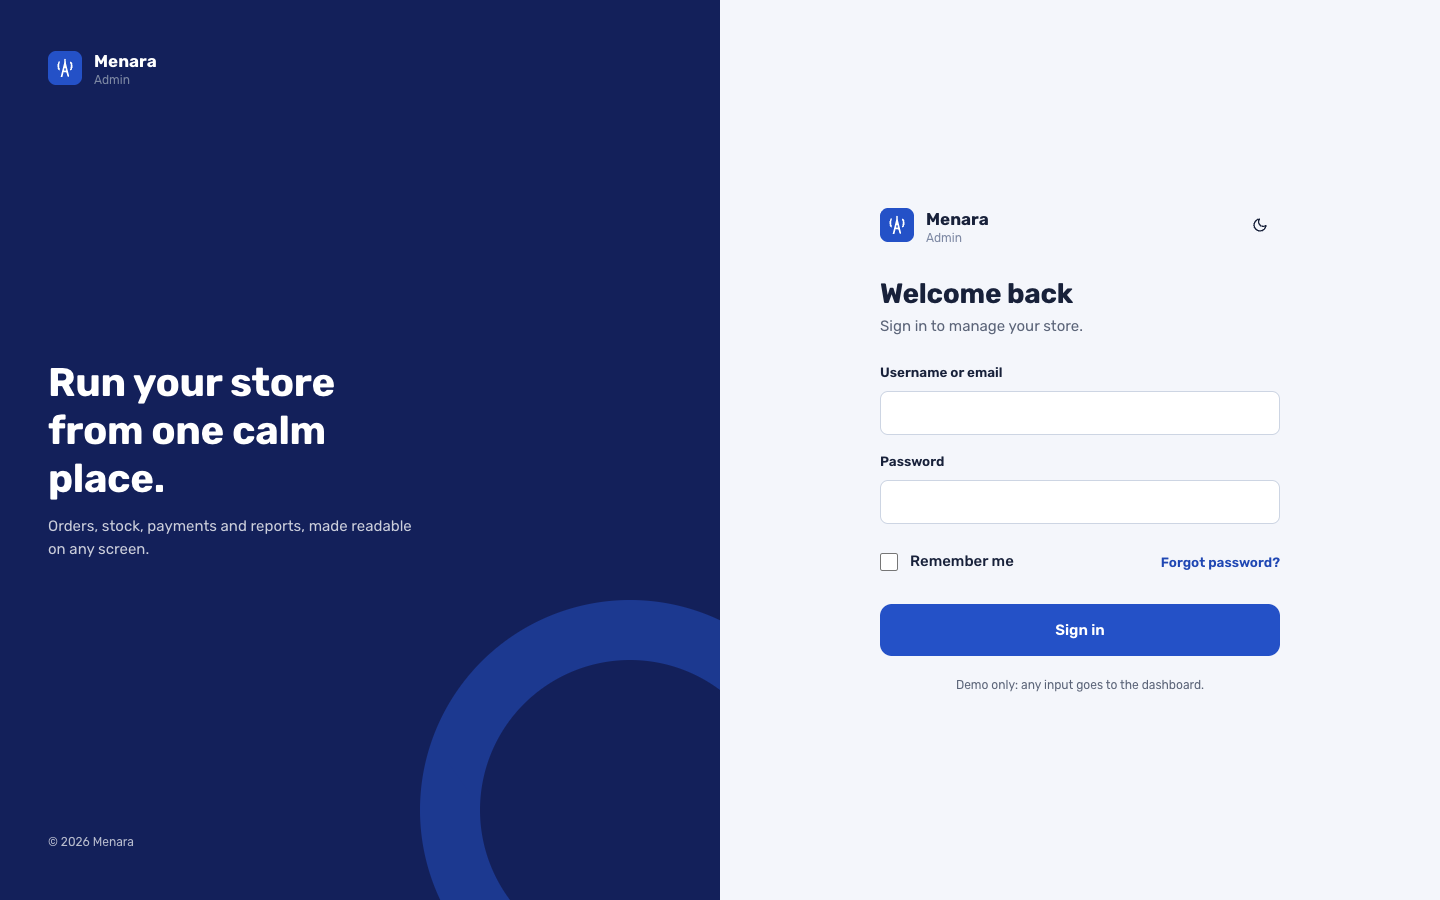 Menara
Admin
Run your store
from one calm
place.
Orders, stock, payments and reports, made readable
on any screen.
© 2026 Menara
Menara
Admin
Welcome back
Sign in to manage your store.
Username or email
Password
Remember me
Forgot password?
Sign in
Demo only: any input goes to the dashboard.